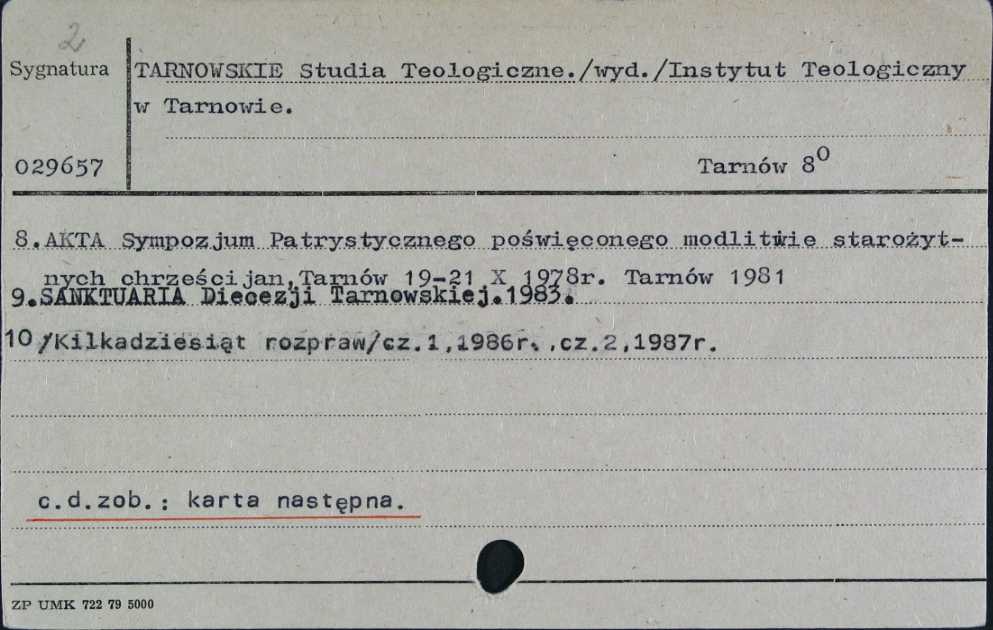 2
Sygnatura
TARNOWSKIE Studia Teologiczne./wyd./Instytut Teologiczny
w Tarnowie.
029657
Tarnów 8⁰
8.AKTA Sympozjum Patrystycznego poświęconego modlitwie starożyt-
nych chrześcijan,Tarnów 19-21 X 1978r. Tarnów 1981
9.SANKTUARIA Diecezji Tarnowskiej.1983.
10/Kilkadziesiąt rozpraw/cz.1,1986r.,cz.2,1987r.
c.d.zob.: karta następna.
ZP UMK 722 79 5000